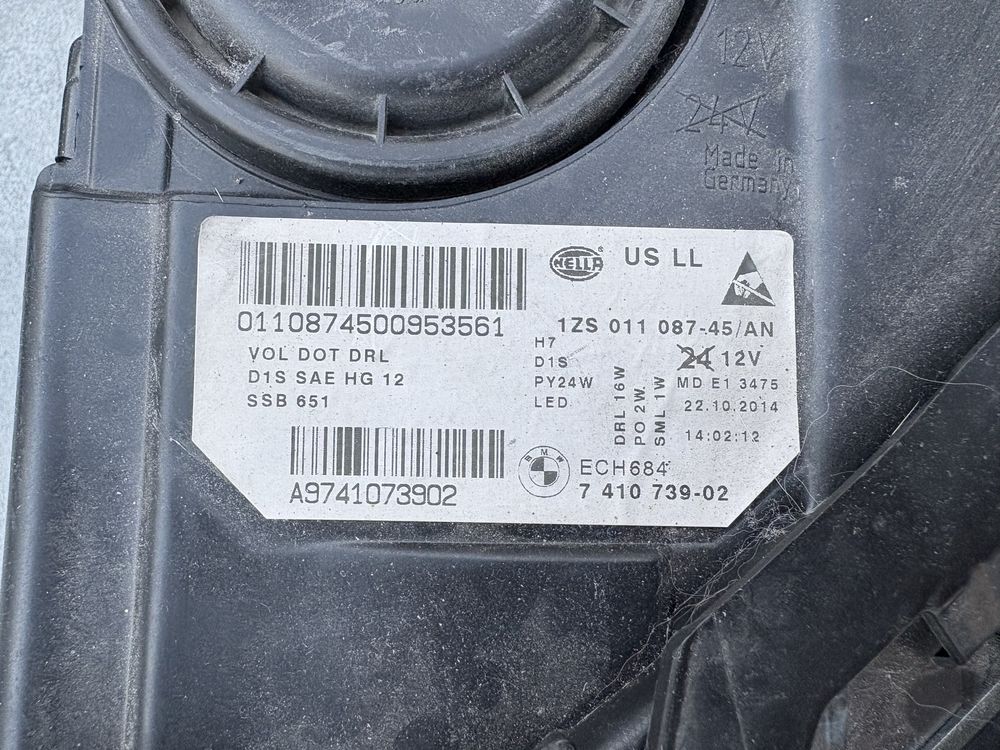 12V
24V
Made in
Germany
HELLA ®
US LL
0110874500953561
1ZS 011 087-45/AN
VOL DOT DRL
D1S SAE HG 12
SSB 651
H7
D1S
PY24W
LED
DRL 16W
PO 2W
SML 1W
24 12V
MD E1 3475
22.10.2014
14:02:12
A9741073902
BMW
ECH684
7 410 739-02